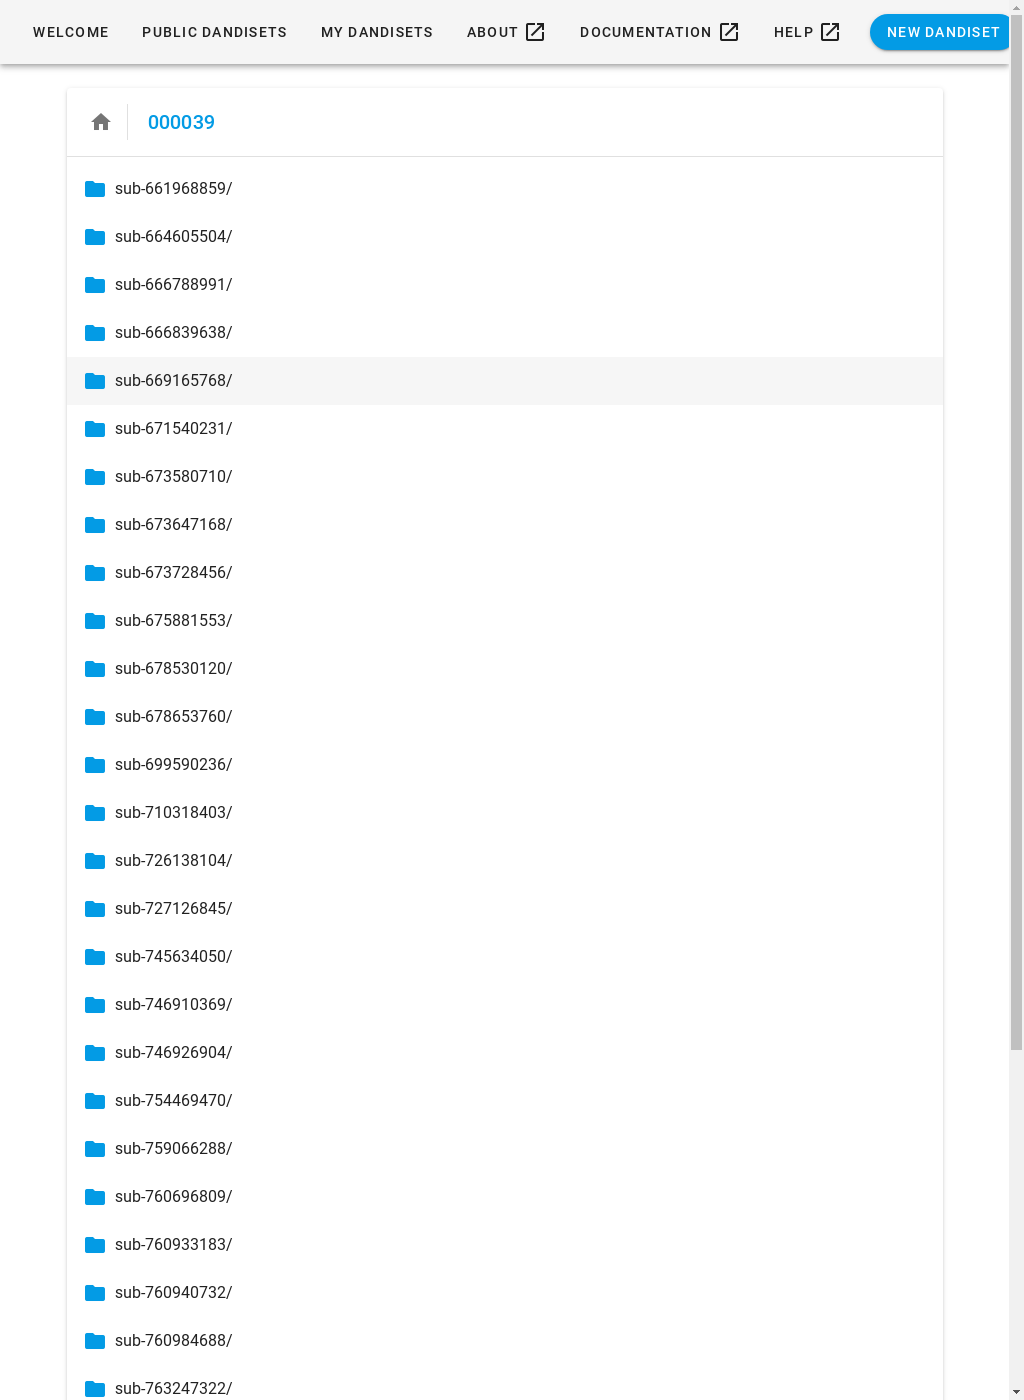 WELCOME PUBLIC DANDISETS MY DANDISETS ABOUT DOCUMENTATION HELP NEW DANDISET
000039
sub-661968859/
sub-664605504/
sub-666788991/
sub-666839638/
sub-669165768/
sub-671540231/
sub-673580710/
sub-673647168/
sub-673728456/
sub-675881553/
sub-678530120/
sub-678653760/
sub-699590236/
sub-710318403/
sub-726138104/
sub-727126845/
sub-745634050/
sub-746910369/
sub-746926904/
sub-754469470/
sub-759066288/
sub-760696809/
sub-760933183/
sub-760940732/
sub-760984688/
sub-763247322/